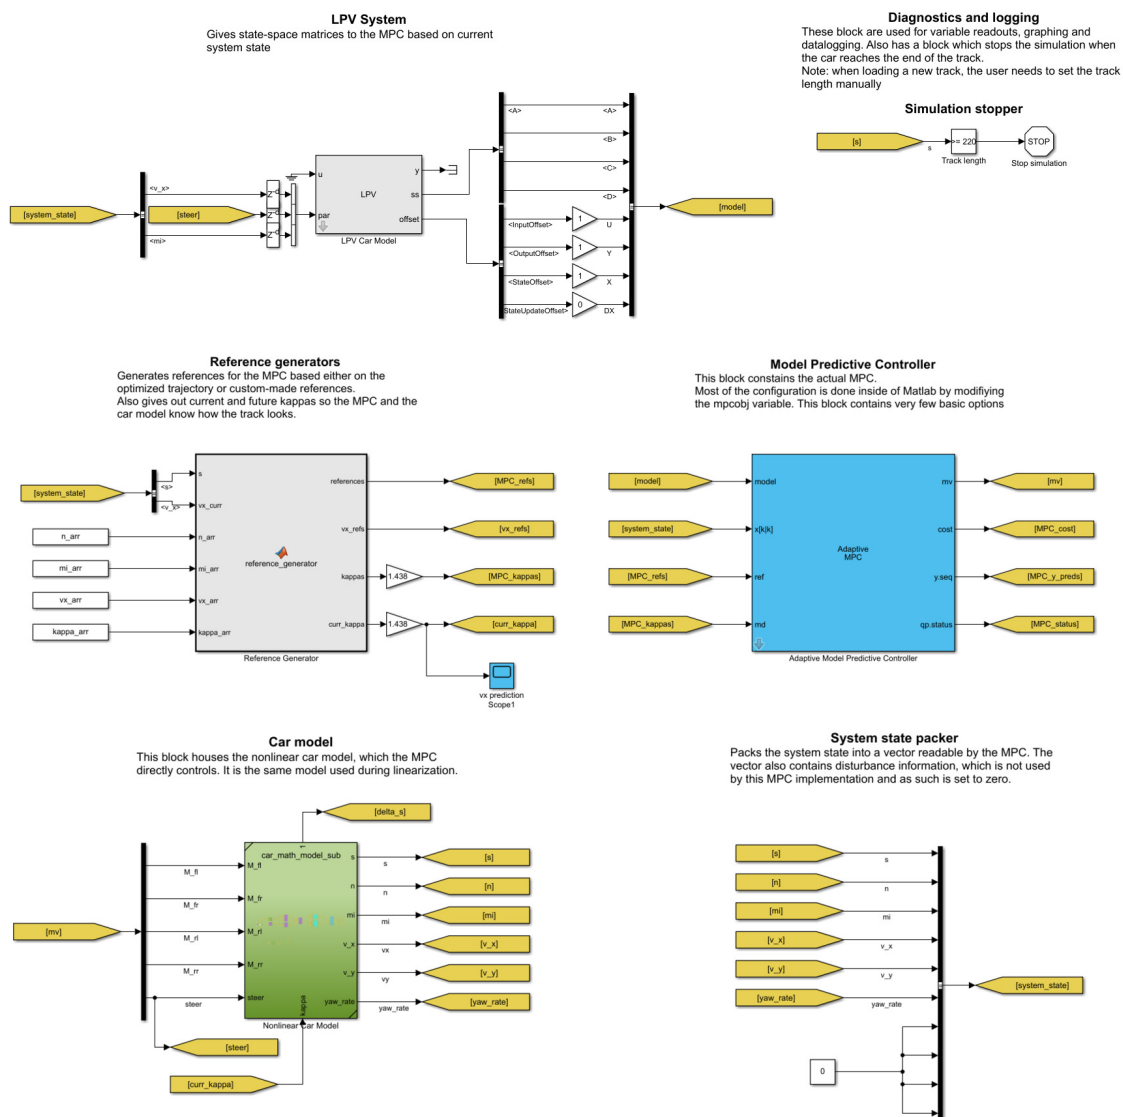 LPV System
Gives state-space matrices to the MPC based on current
system state
Diagnostics and logging
These block are used for variable readouts, graphing and
datalogging. Also has a block which stops the simulation when
the car reaches the end of the track.
Note: when loading a new track, the user needs to set the track
length manually
Simulation stopper
[s]
s
>= 220
Track length
STOP
Stop simulation
[system_state]
<v_x>
[steer]
<mi>
Z-d
Z-d
Z-d
u
par
LPV
y
ss
offset
LPV Car Model
<A>
<A>
<B>
<C>
<D>
<InputOffset>
1
U
<OutputOffset>
1
Y
<StateOffset>
1
X
StateUpdateOffset>
0
DX
[model]
Reference generators
Generates references for the MPC based either on the
optimized trajectory or custom-made references.
Also gives out current and future kappas so the MPC and the
car model know how the track looks.
[system_state]
<s>
<v_x>
n_arr
mi_arr
vx_arr
kappa_arr
s
vx_curr
n_arr
mi_arr
vx_arr
kappa_arr
reference_generator
references
vx_refs
kappas
curr_kappa
Reference Generator
1.438
1.438
[MPC_refs]
[vx_refs]
[MPC_kappas]
[curr_kappa]
vx prediction
Scope1
Model Predictive Controller
This block constains the actual MPC.
Most of the configuration is done inside of Matlab by modifiying
the mpcobj variable. This block contains very few basic options
[model]
[system_state]
[MPC_refs]
[MPC_kappas]
model
x[k|k]
ref
md
Adaptive
MPC
mv
cost
y.seq
qp.status
Adaptive Model Predictive Controller
[mv]
[MPC_cost]
[MPC_y_preds]
[MPC_status]
Car model
This block houses the nonlinear car model, which the MPC
directly controls. It is the same model used during linearization.
[mv]
M_fl
M_fr
M_rl
M_rr
steer
[steer]
[curr_kappa]
car_math_model_sub
M_fl
M_fr
M_rl
M_rr
steer
kappa
1
s
n
mi
v_x
v_y
yaw_rate
Nonlinear Car Model
[delta_s]
s
n
mi
vx
vy
yaw_rate
[s]
[n]
[mi]
[v_x]
[v_y]
[yaw_rate]
System state packer
Packs the system state into a vector readable by the MPC. The
vector also contains disturbance information, which is not used
by this MPC implementation and as such is set to zero.
[s]
s
[n]
n
[mi]
mi
[v_x]
v_x
[v_y]
v_y
[yaw_rate]
yaw_rate
0
[system_state]